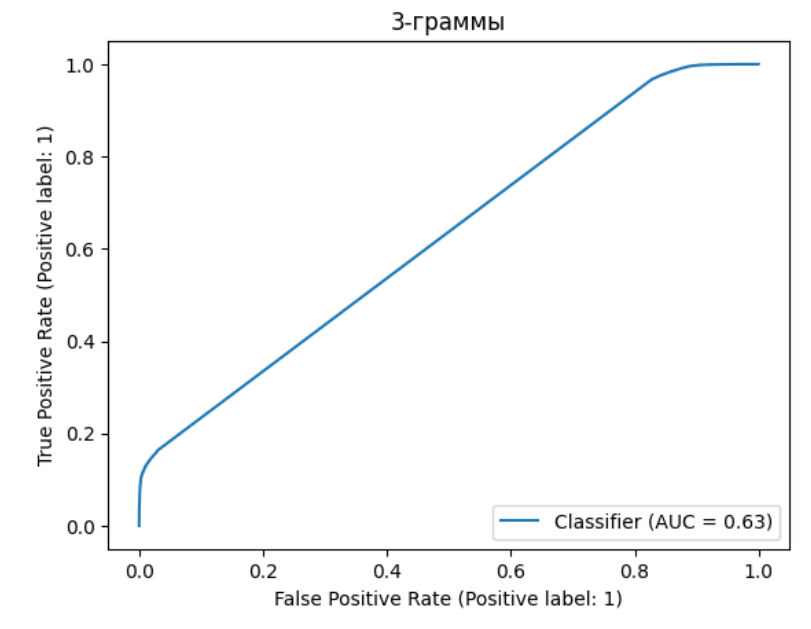 3-граммы
True Positive Rate (Positive label: 1)
1.0
0.8
0.6
0.4
0.2
0.0
Classifier (AUC = 0.63)
0.0 0.2 0.4 0.6 0.8 1.0
False Positive Rate (Positive label: 1)